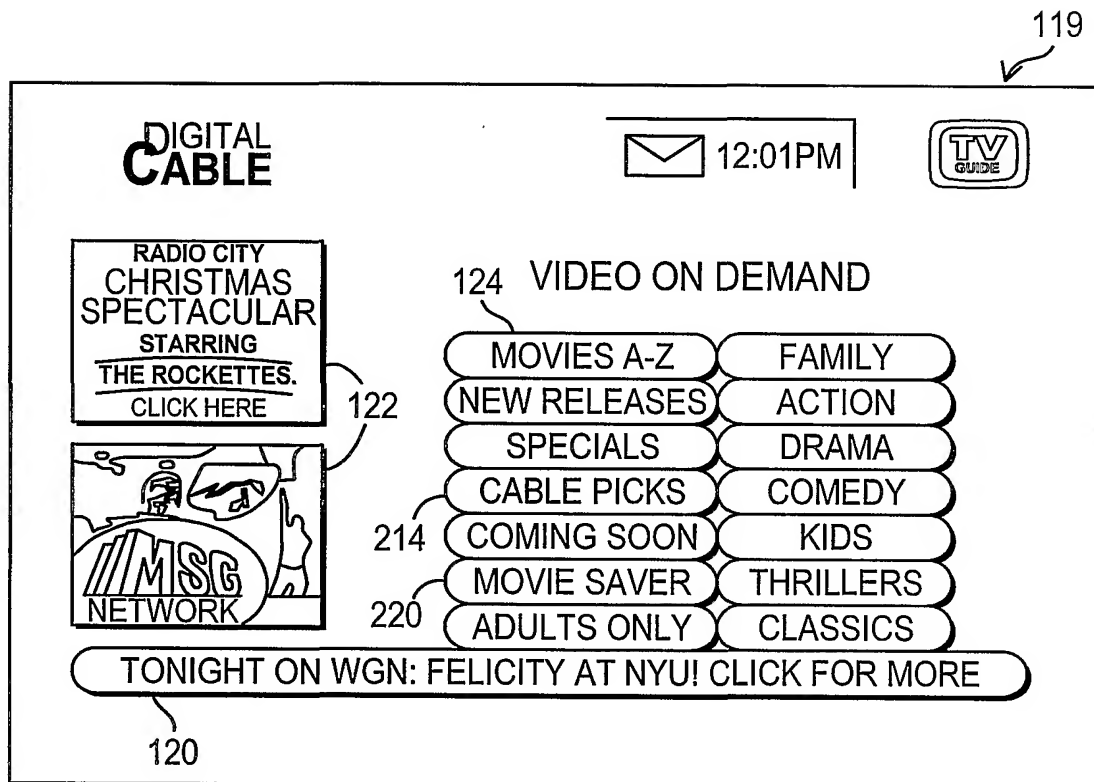 119
DIGITAL
CABLE
12:01PM
TV
GUIDE
RADIO CITY
CHRISTMAS
SPECTACULAR
STARRING
THE ROCKETTES.
CLICK HERE
122
MSG
NETWORK
124
VIDEO ON DEMAND
MOVIES A-Z FAMILY
NEW RELEASES ACTION
SPECIALS DRAMA
CABLE PICKS COMEDY
214
COMING SOON KIDS
MOVIE SAVER THRILLERS
220
ADULTS ONLY CLASSICS
TONIGHT ON WGN: FELICITY AT NYU! CLICK FOR MORE
120